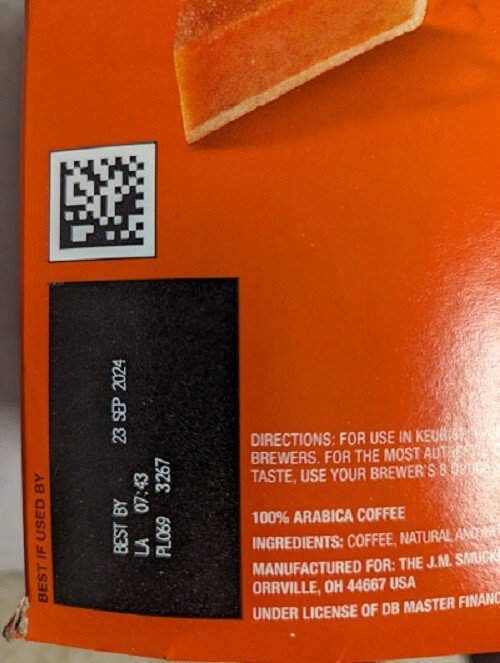 BEST IF USED BY
BEST BY 23 SEP 2024
LA 07:43
PL069 3267
DIRECTIONS: FOR USE IN
BREWERS. FOR THE MOST
TASTE, USE YOUR BREWER'S 8
100% ARABICA COFFEE
INGREDIENTS: COFFEE, NATURAL AND
MANUFACTURED FOR: THE J.M.
ORRVILLE, OH 44667 USA
UNDER LICENSE OF DB MASTER